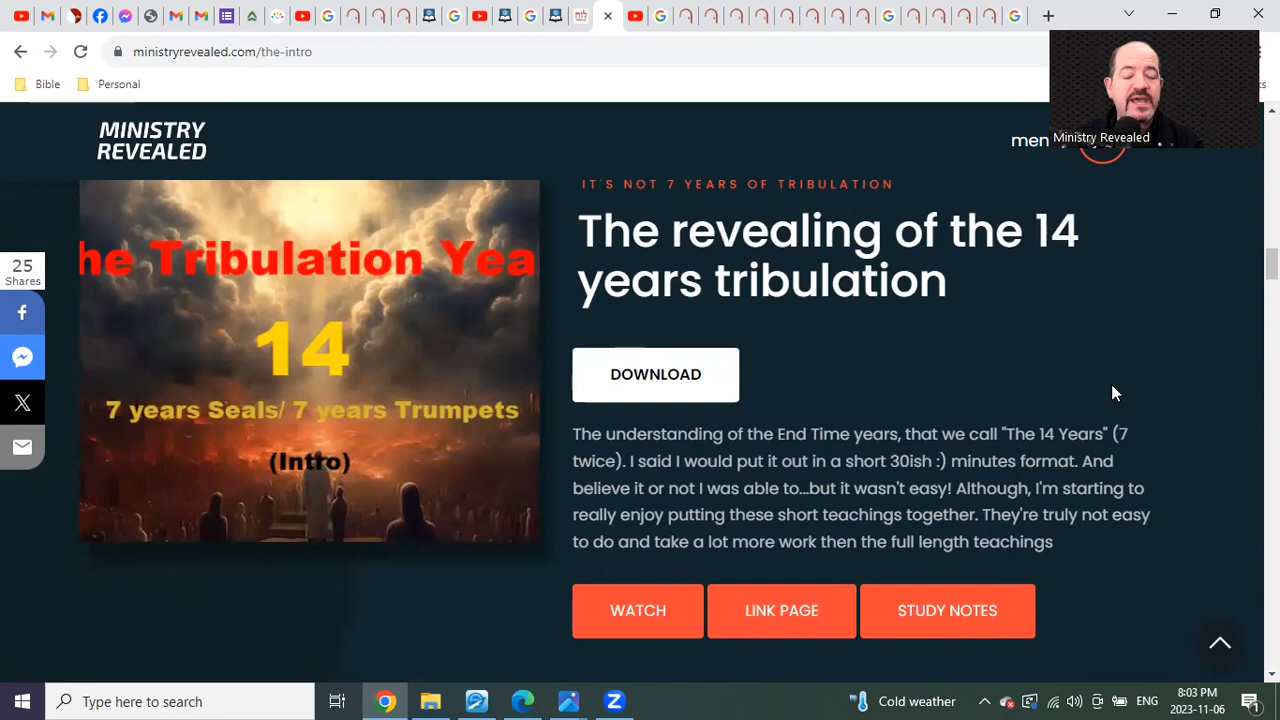 ministryrevealed.com/the-intro
Bible
Personal
MINISTRY
REVEALED
men
Ministry Revealed
25
Shares
he Tribulation Yea
14
7 years Seals/ 7 years Trumpets
(Intro)
IT'S NOT 7 YEARS OF TRIBULATION
The revealing of the 14
years tribulation
DOWNLOAD
The understanding of the End Time years, that we call "The 14 Years" (7
twice). I said I would put it out in a short 30ish :) minutes format. And
believe it or not I was able to...but it wasn't easy! Although, I'm starting to
really enjoy putting these short teachings together. They're truly not easy
to do and take a lot more work then the full length teachings
WATCH
LINK PAGE
STUDY NOTES
Type here to search
Cold weather
ENG
8:03 PM
2023-11-06
1